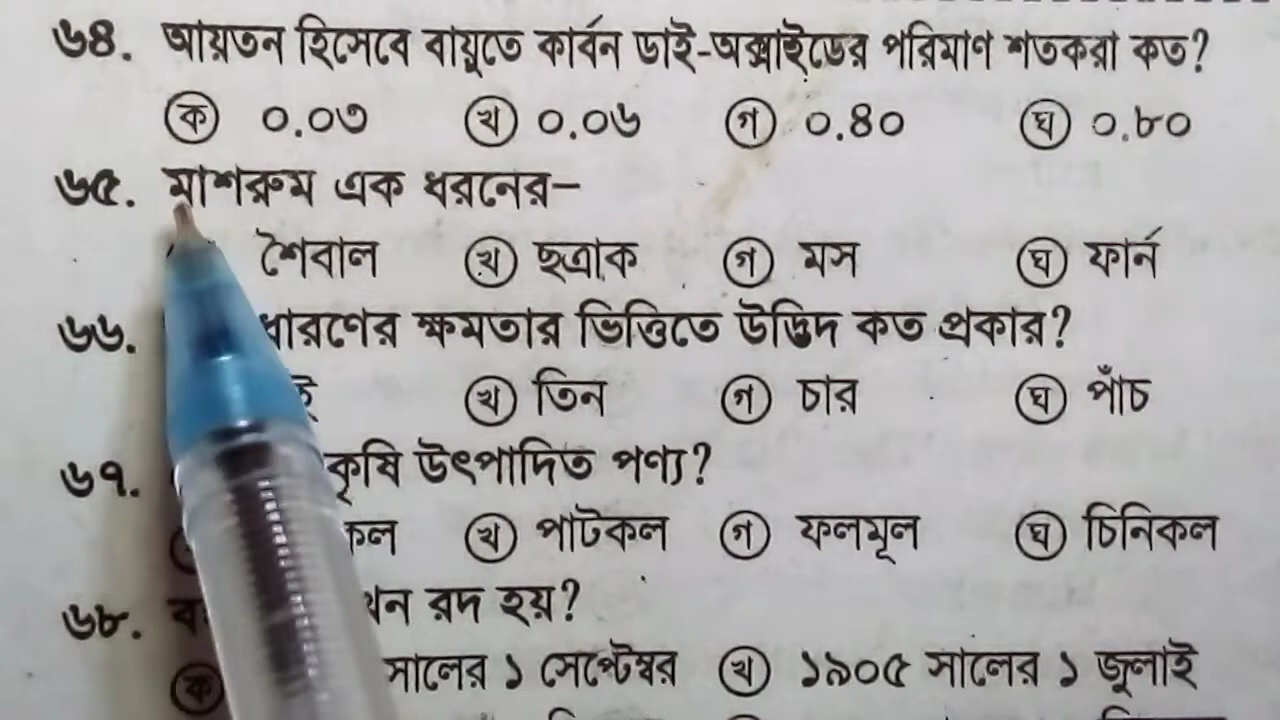 ৬৪. আয়তন হিসেবে বায়ুতে কার্বন ডাই-অক্সাইডের পরিমাণ শতকরা কত?
ক ০.০৩ খ ০.০৬ গ ০.৪০ ঘ ০.৮০
৬৫. মাশরুম এক ধরনের–
শৈবাল খ ছত্রাক গ মস ঘ ফার্ন
৬৬. ধারণের ক্ষমতার ভিত্তিতে উদ্ভিদ কত প্রকার?
খ তিন গ চার ঘ পাঁচ
৬৭. কৃষি উৎপাদিত পণ্য?
কল খ পাটকল গ ফলমূল ঘ চিনিকল
৬৮. রদ হয়?
ক সালের ১ সেপ্টেম্বর খ ১৯০৫ সালের ১ জুলাই